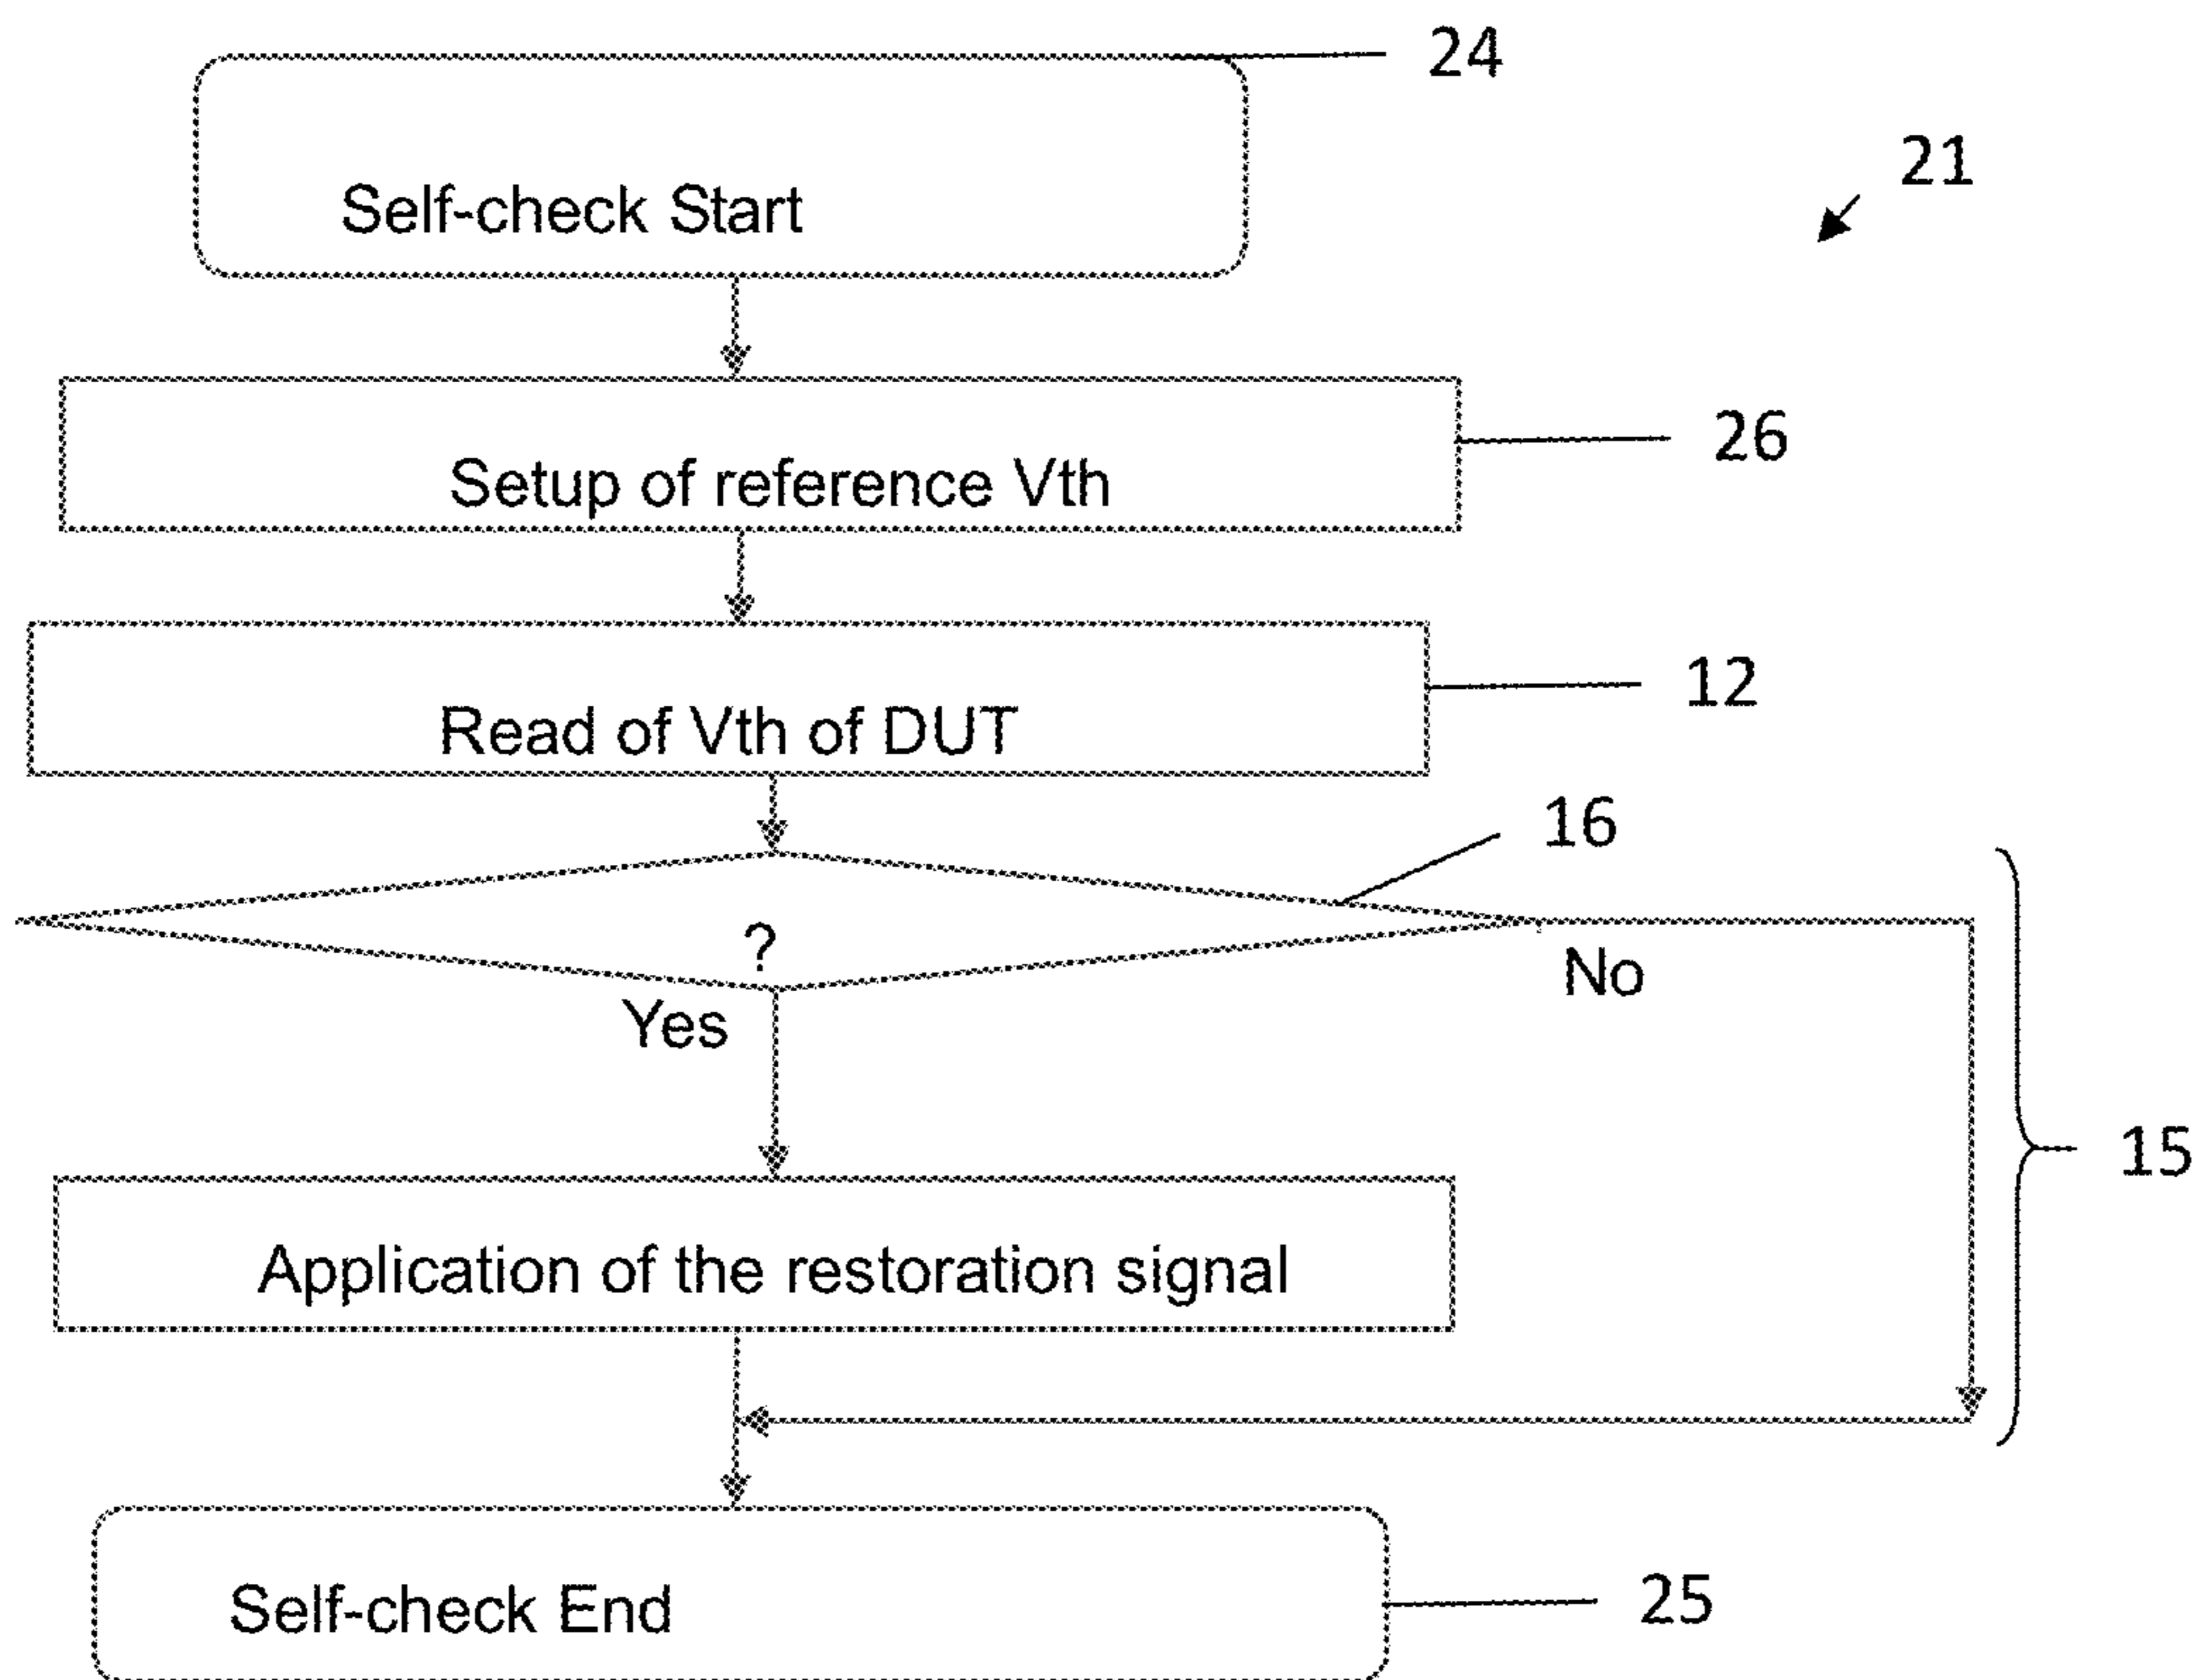 24
21
Self-check Start
26
Setup of reference Vth
12
Read of Vth of DUT
16
?
No
Yes
15
Application of the restoration signal
Self-check End
25